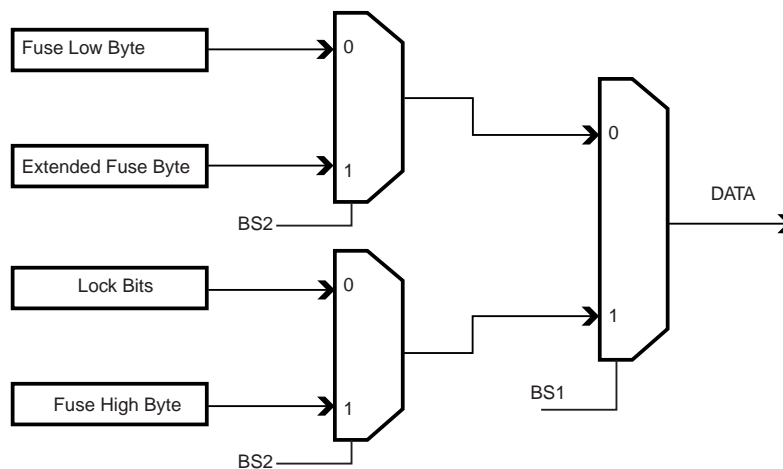 Fuse Low Byte
0
Extended Fuse Byte
1
BS2
0
DATA
Lock Bits
0
1
Fuse High Byte
1
BS1
BS2